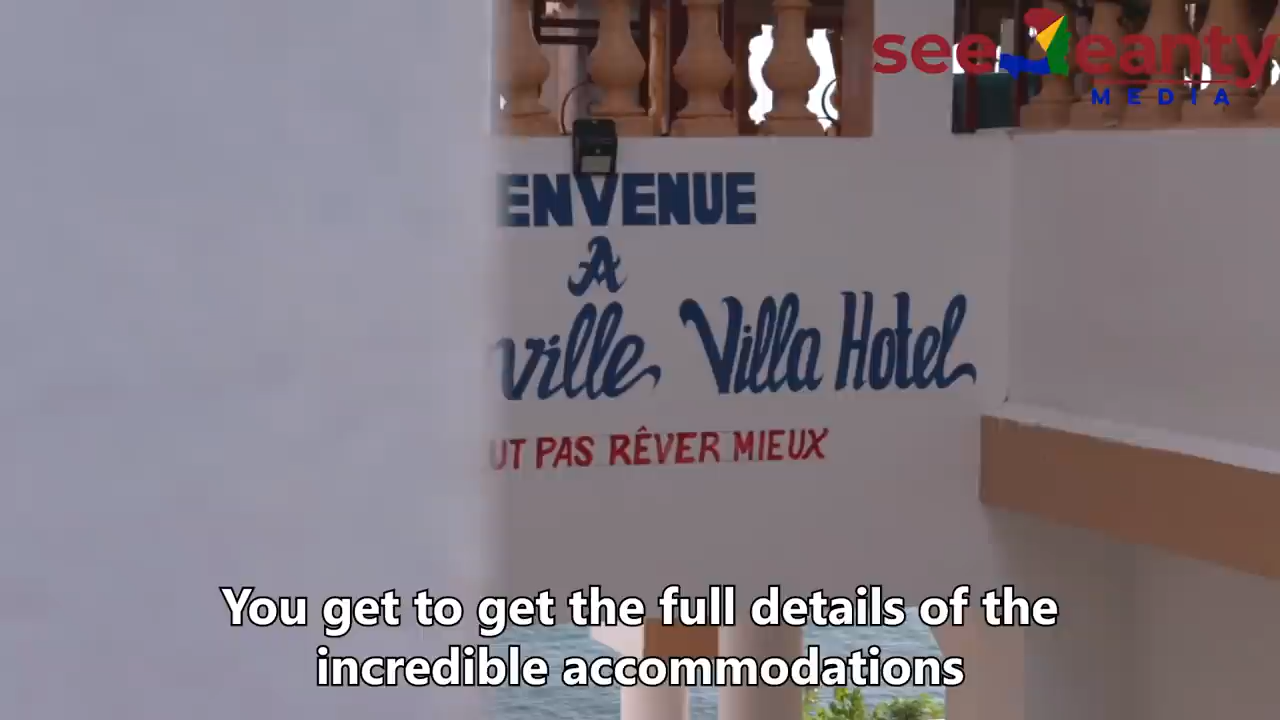 seeJeanty
MEDIA
ENVENUE
A
ville Villa Hotel
UT PAS RÊVER MIEUX
You get to get the full details of the
incredible accommodations